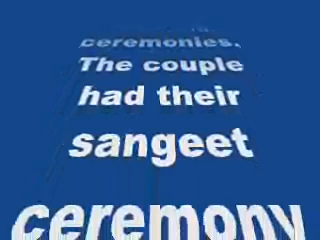 ceremonies.
The couple
had their
sangeet
ceremony